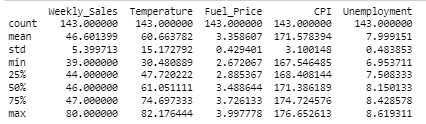 Weekly_Sales Temperature Fuel_Price CPI Unemployment
count 143.000000 143.000000 143.000000 143.000000 143.000000
mean 46.601399 60.663782 3.358607 171.578394 7.999151
std 5.399713 15.172792 0.429401 3.100148 0.483853
min 39.000000 30.480889 2.672067 167.546485 6.953711
25% 44.000000 47.720222 2.885367 168.408144 7.508333
50% 46.000000 61.051111 3.488644 171.386189 8.150133
75% 47.000000 74.697333 3.726133 174.724576 8.428578
max 80.000000 82.176444 3.997778 176.652613 8.619311